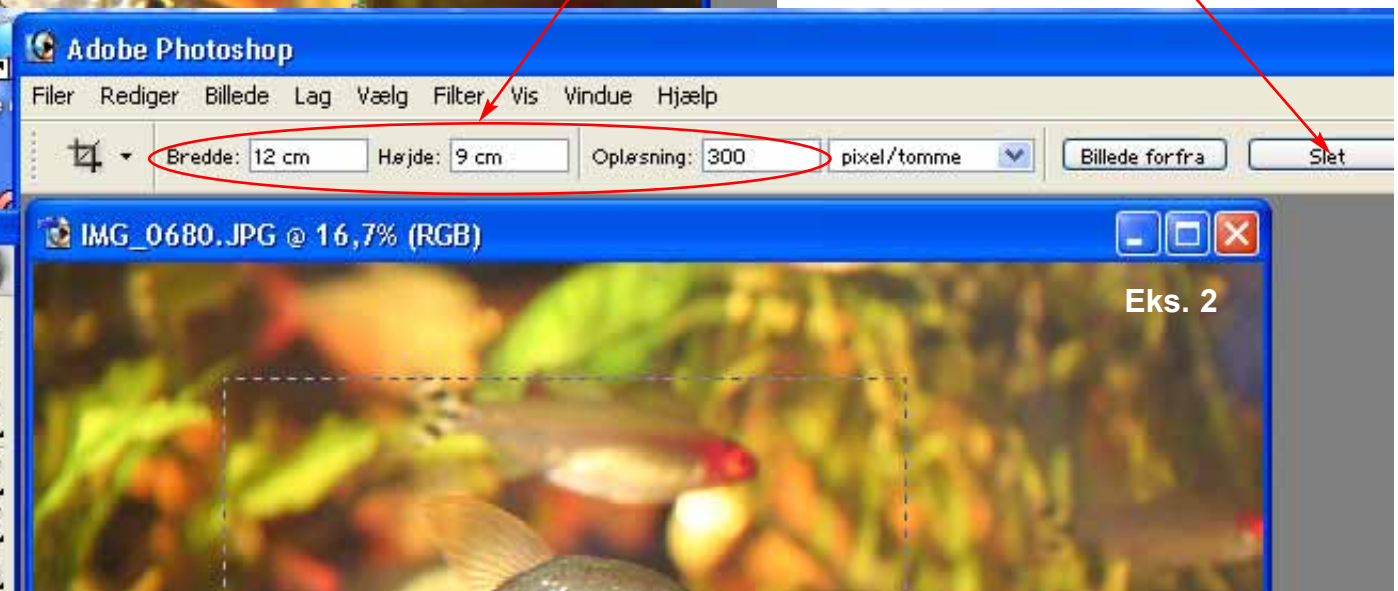 Adobe Photoshop
Filer Rediger Billede Lag Vælg Filter Vis Vindue Hjælp
Bredde: 12 cm Højde: 9 cm Opløsning: 300 pixel/tomme Billede forfra Slet
IMG_0680.JPG @ 16,7% (RGB)
Eks. 2